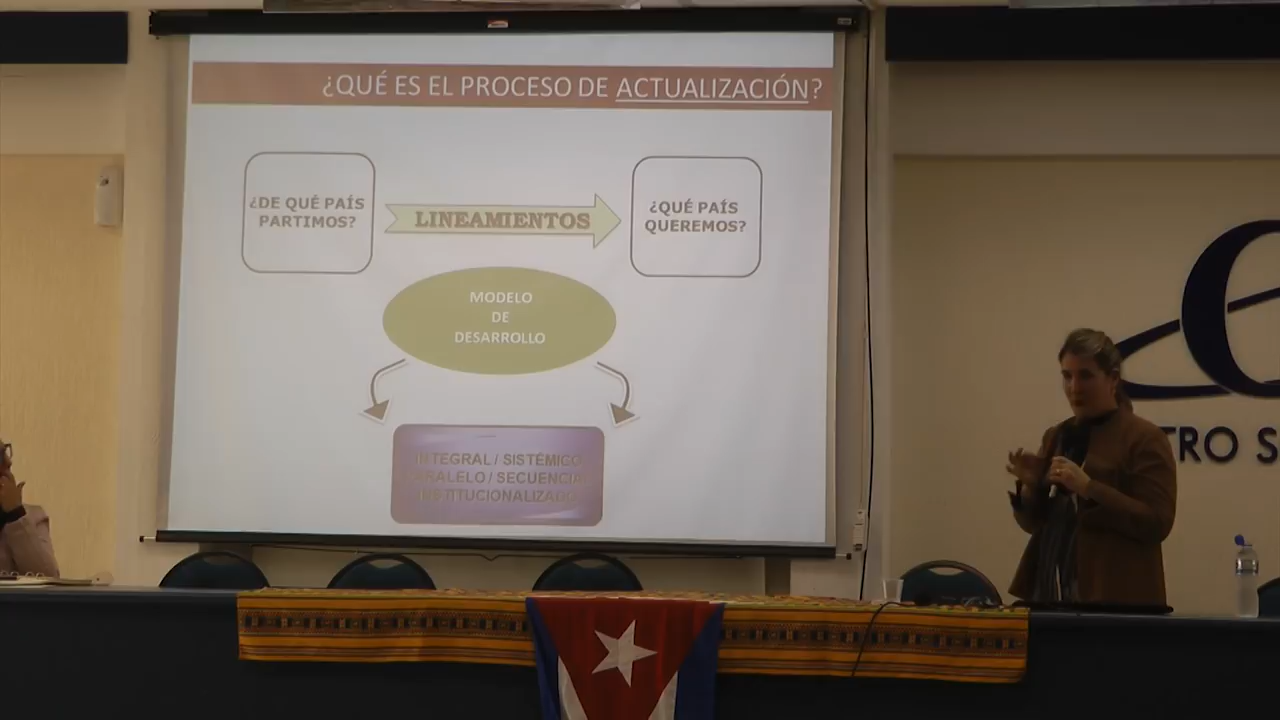 ¿QUÉ ES EL PROCESO DE ACTUALIZACIÓN?
¿DE QUÉ PAÍS
PARTIMOS?
LINEAMIENTOS
¿QUÉ PAÍS
QUEREMOS?
MODELO
DE
DESARROLLO
INTEGRAL / SISTÉMICO
PARALELO / SECUENCIAL
INSTITUCIONALIZADO
TRO S